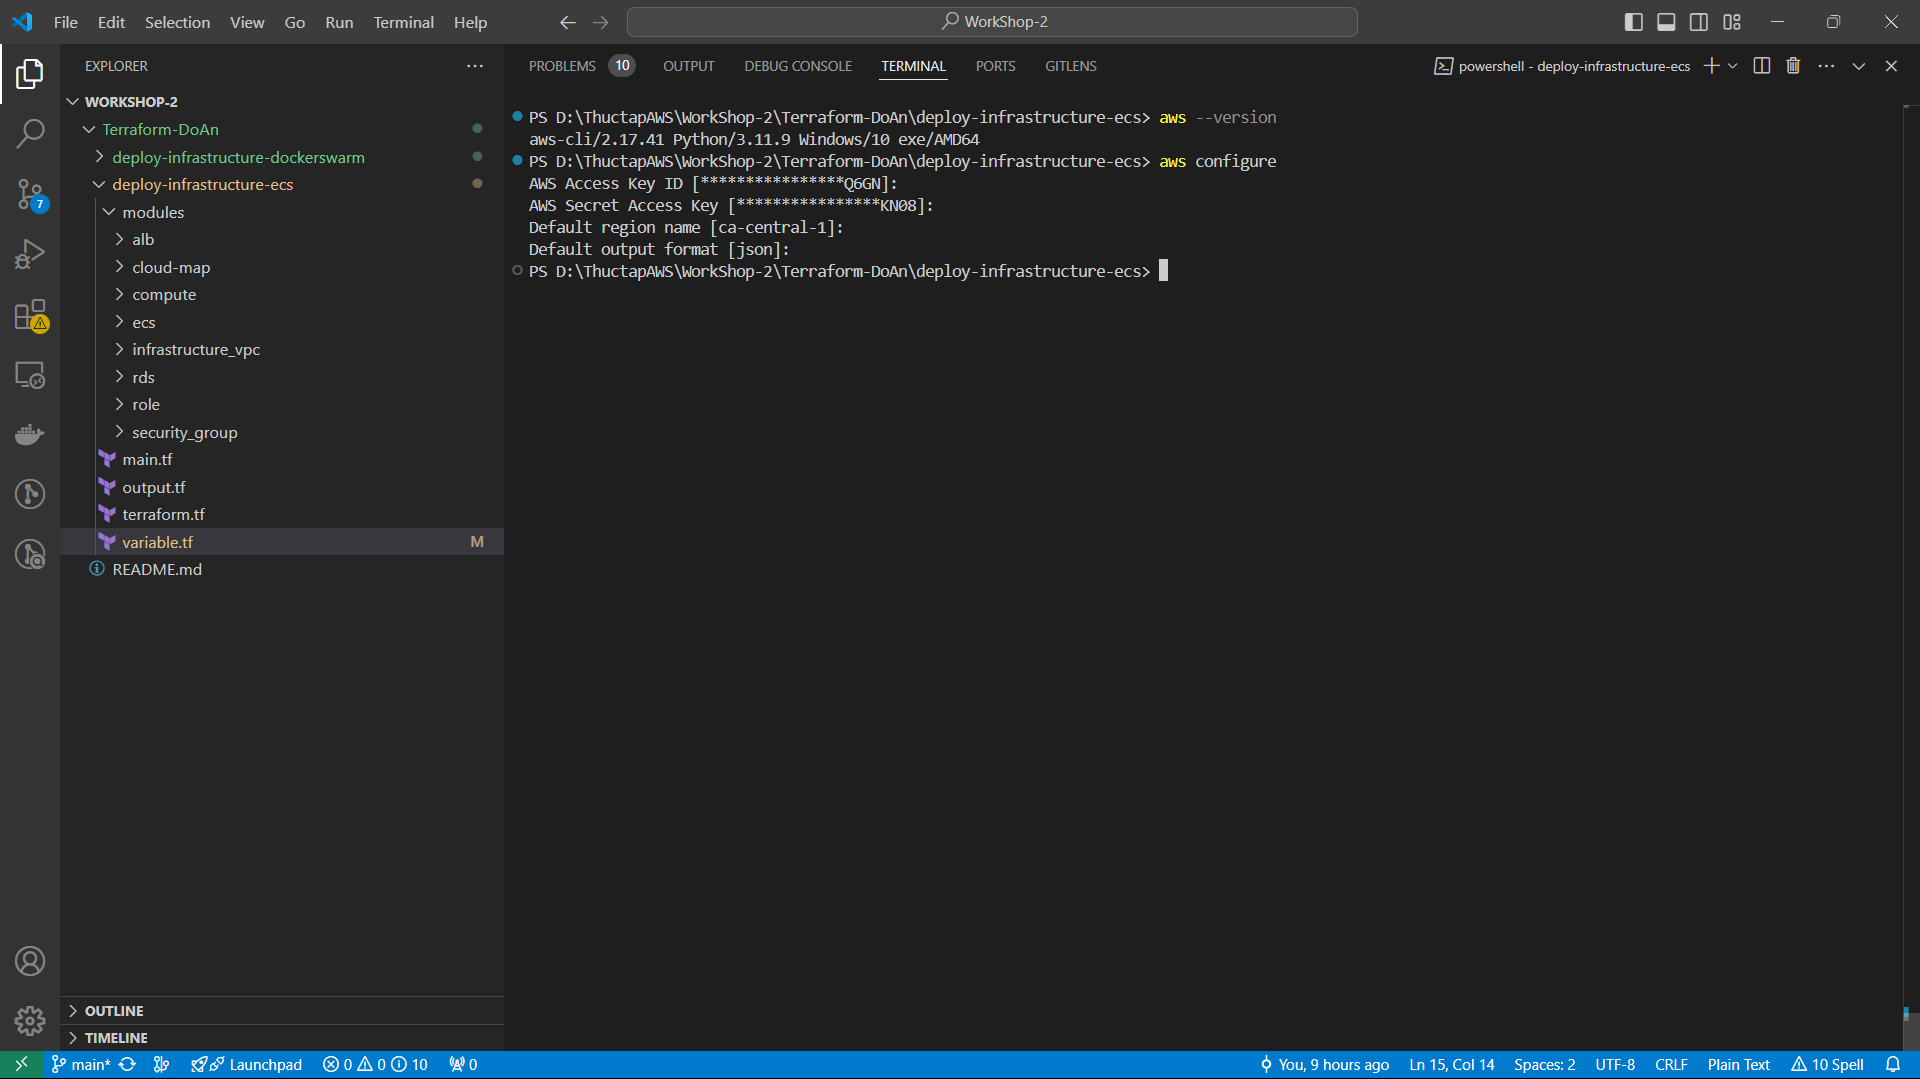 File Edit Selection View Go Run Terminal Help
WorkShop-2
EXPLORER
WORKSHOP-2
Terraform-DoAn
deploy-infrastructure-dockerswarm
deploy-infrastructure-ecs
modules
alb
cloud-map
compute
ecs
infrastructure_vpc
rds
role
security_group
main.tf
output.tf
terraform.tf
variable.tf M
README.md
OUTLINE
TIMELINE
7
PROBLEMS 10 OUTPUT DEBUG CONSOLE TERMINAL PORTS GITLENS
powershell - deploy-infrastructure-ecs
PS D:\ThuctapAWS\WorkShop-2\Terraform-DoAn\deploy-infrastructure-ecs> aws --version
aws-cli/2.17.41 Python/3.11.9 Windows/10 exe/AMD64
PS D:\ThuctapAWS\WorkShop-2\Terraform-DoAn\deploy-infrastructure-ecs> aws configure
AWS Access Key ID [****************Q6GN]:
AWS Secret Access Key [****************KN08]:
Default region name [ca-central-1]:
Default output format [json]:
PS D:\ThuctapAWS\WorkShop-2\Terraform-DoAn\deploy-infrastructure-ecs>
main* Launchpad 0 0 10 0 You, 9 hours ago Ln 15, Col 14 Spaces: 2 UTF-8 CRLF Plain Text 10 Spell